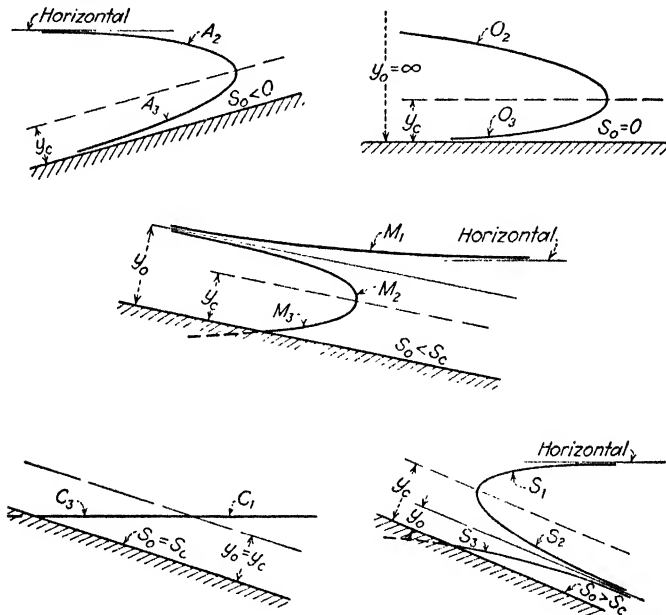 Horizontal
A₂
A₃
S₀<0
y_c
y₀=∞
O₂
O₃
y_c
S₀=0
M₁
Horizontal
y₀
y_c
M₂
M₃
S₀<S_c
C₃
C₁
S₀=S_c
y₀=y_c
Horizontal
S₁
y_c
y₀
S₃
S₂
S₀>S_c